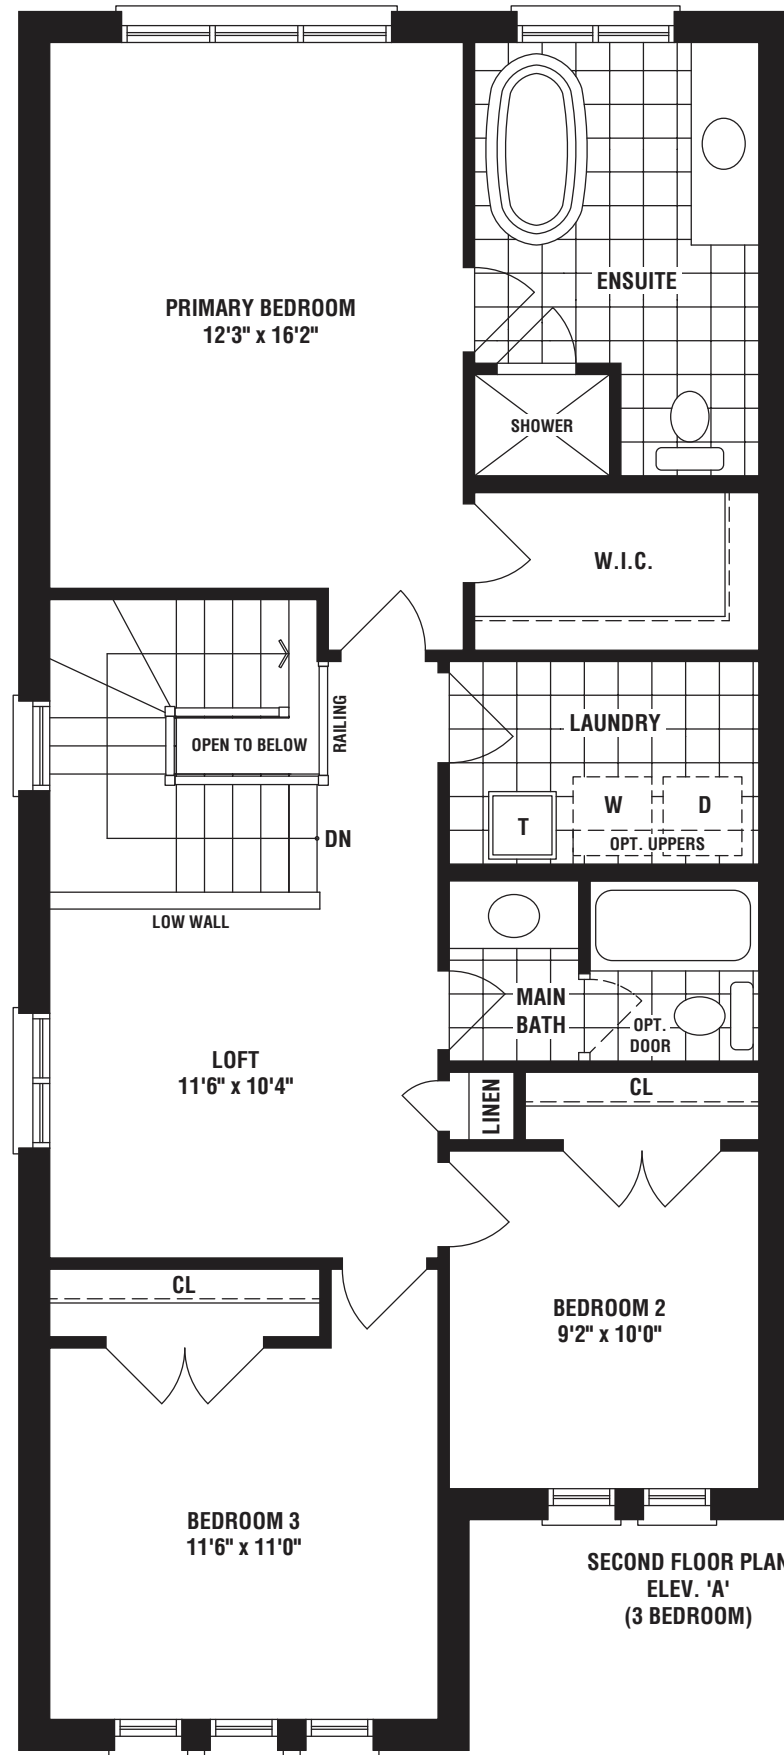 PRIMARY BEDROOM
12'3" x 16'2"
ENSUITE
SHOWER
W.I.C.
RAILING
OPEN TO BELOW
LAUNDRY
T
W
D
OPT. UPPERS
DN
LOW WALL
MAIN
BATH
OPT.
DOOR
LOFT
11'6" x 10'4"
LINEN
CL
CL
BEDROOM 2
9'2" x 10'0"
BEDROOM 3
11'6" x 11'0"
SECOND FLOOR PLAN
ELEV. 'A'
(3 BEDROOM)